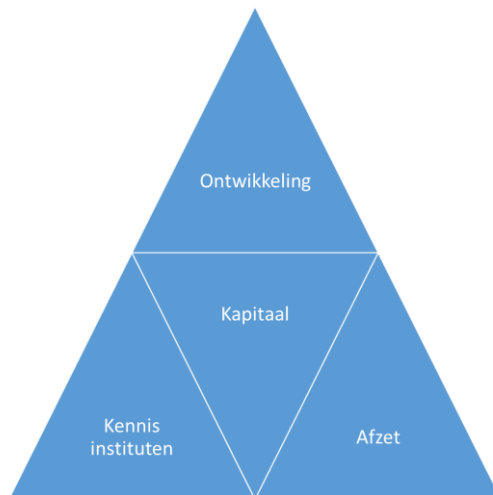 Ontwikkeling
Kapitaal
Kennis
instituten
Afzet